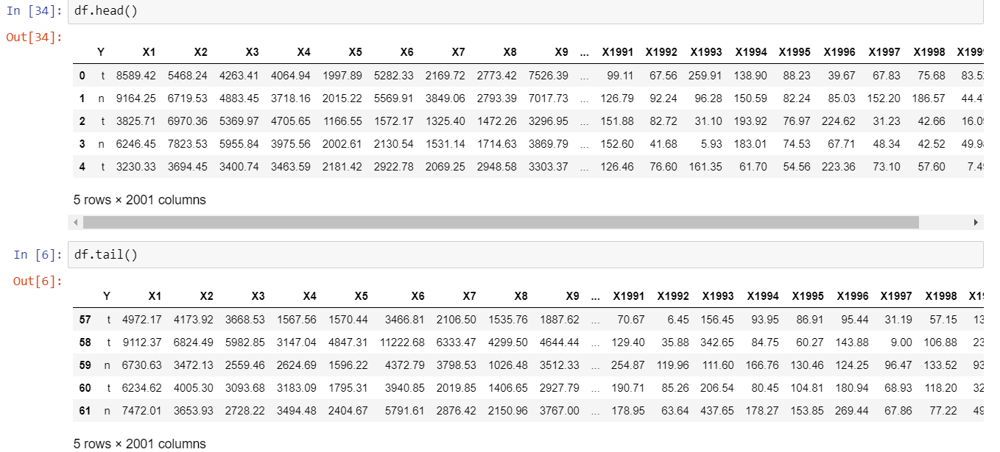 In [34]: df.head()
Out[34]:
Y X1 X2 X3 X4 X5 X6 X7 X8 X9 ... X1991 X1992 X1993 X1994 X1995 X1996 X1997 X1998 X199
0 t 8589.42 5468.24 4263.41 4064.94 1997.89 5282.33 2169.72 2773.42 7526.39 ... 99.11 67.56 259.91 138.90 88.23 39.67 67.83 75.68 83.5
1 n 9164.25 6719.53 4883.45 3718.16 2015.22 5569.91 3849.06 2793.39 7017.73 ... 126.79 92.24 96.28 150.59 82.24 85.03 152.20 186.57 44.4
2 t 3825.71 6970.36 5369.97 4705.65 1166.55 1572.17 1325.40 1472.26 3296.95 ... 151.88 82.72 31.10 193.92 76.97 224.62 31.23 42.66 16.0
3 n 6246.45 7823.53 5955.84 3975.56 2002.61 2130.54 1531.14 1714.63 3869.79 ... 152.60 41.68 5.93 183.01 74.53 67.71 48.34 42.52 49.9
4 t 3230.33 3694.45 3400.74 3463.59 2181.42 2922.78 2069.25 2948.58 3303.37 ... 126.46 76.60 161.35 61.70 54.56 223.36 73.10 57.60 7.4
5 rows × 2001 columns
In [6]: df.tail()
Out[6]:
Y X1 X2 X3 X4 X5 X6 X7 X8 X9 ... X1991 X1992 X1993 X1994 X1995 X1996 X1997 X1998 X1
57 t 4972.17 4173.92 3668.53 1567.56 1570.44 3466.81 2106.50 1535.76 1887.62 ... 70.67 6.45 156.45 93.95 86.91 95.44 31.19 57.15 13
58 t 9112.37 6824.49 5982.85 3147.04 4847.31 11222.68 6333.47 4299.50 4644.44 ... 129.40 35.88 342.65 84.75 60.27 143.88 9.00 106.88 23
59 n 6730.63 3472.13 2559.46 2624.69 1596.22 4372.79 3798.53 1026.48 3512.33 ... 254.87 119.96 111.60 166.76 130.46 124.25 96.47 133.52 93
60 t 6234.62 4005.30 3093.68 3183.09 1795.31 3940.85 2019.85 1406.65 2927.79 ... 190.71 85.26 206.54 80.45 104.81 180.94 68.93 118.20 32
61 n 7472.01 3653.93 2728.22 3494.48 2404.67 5791.61 2876.42 2150.96 3767.00 ... 178.95 63.64 437.65 178.27 153.85 269.44 67.86 77.22 49
5 rows × 2001 columns